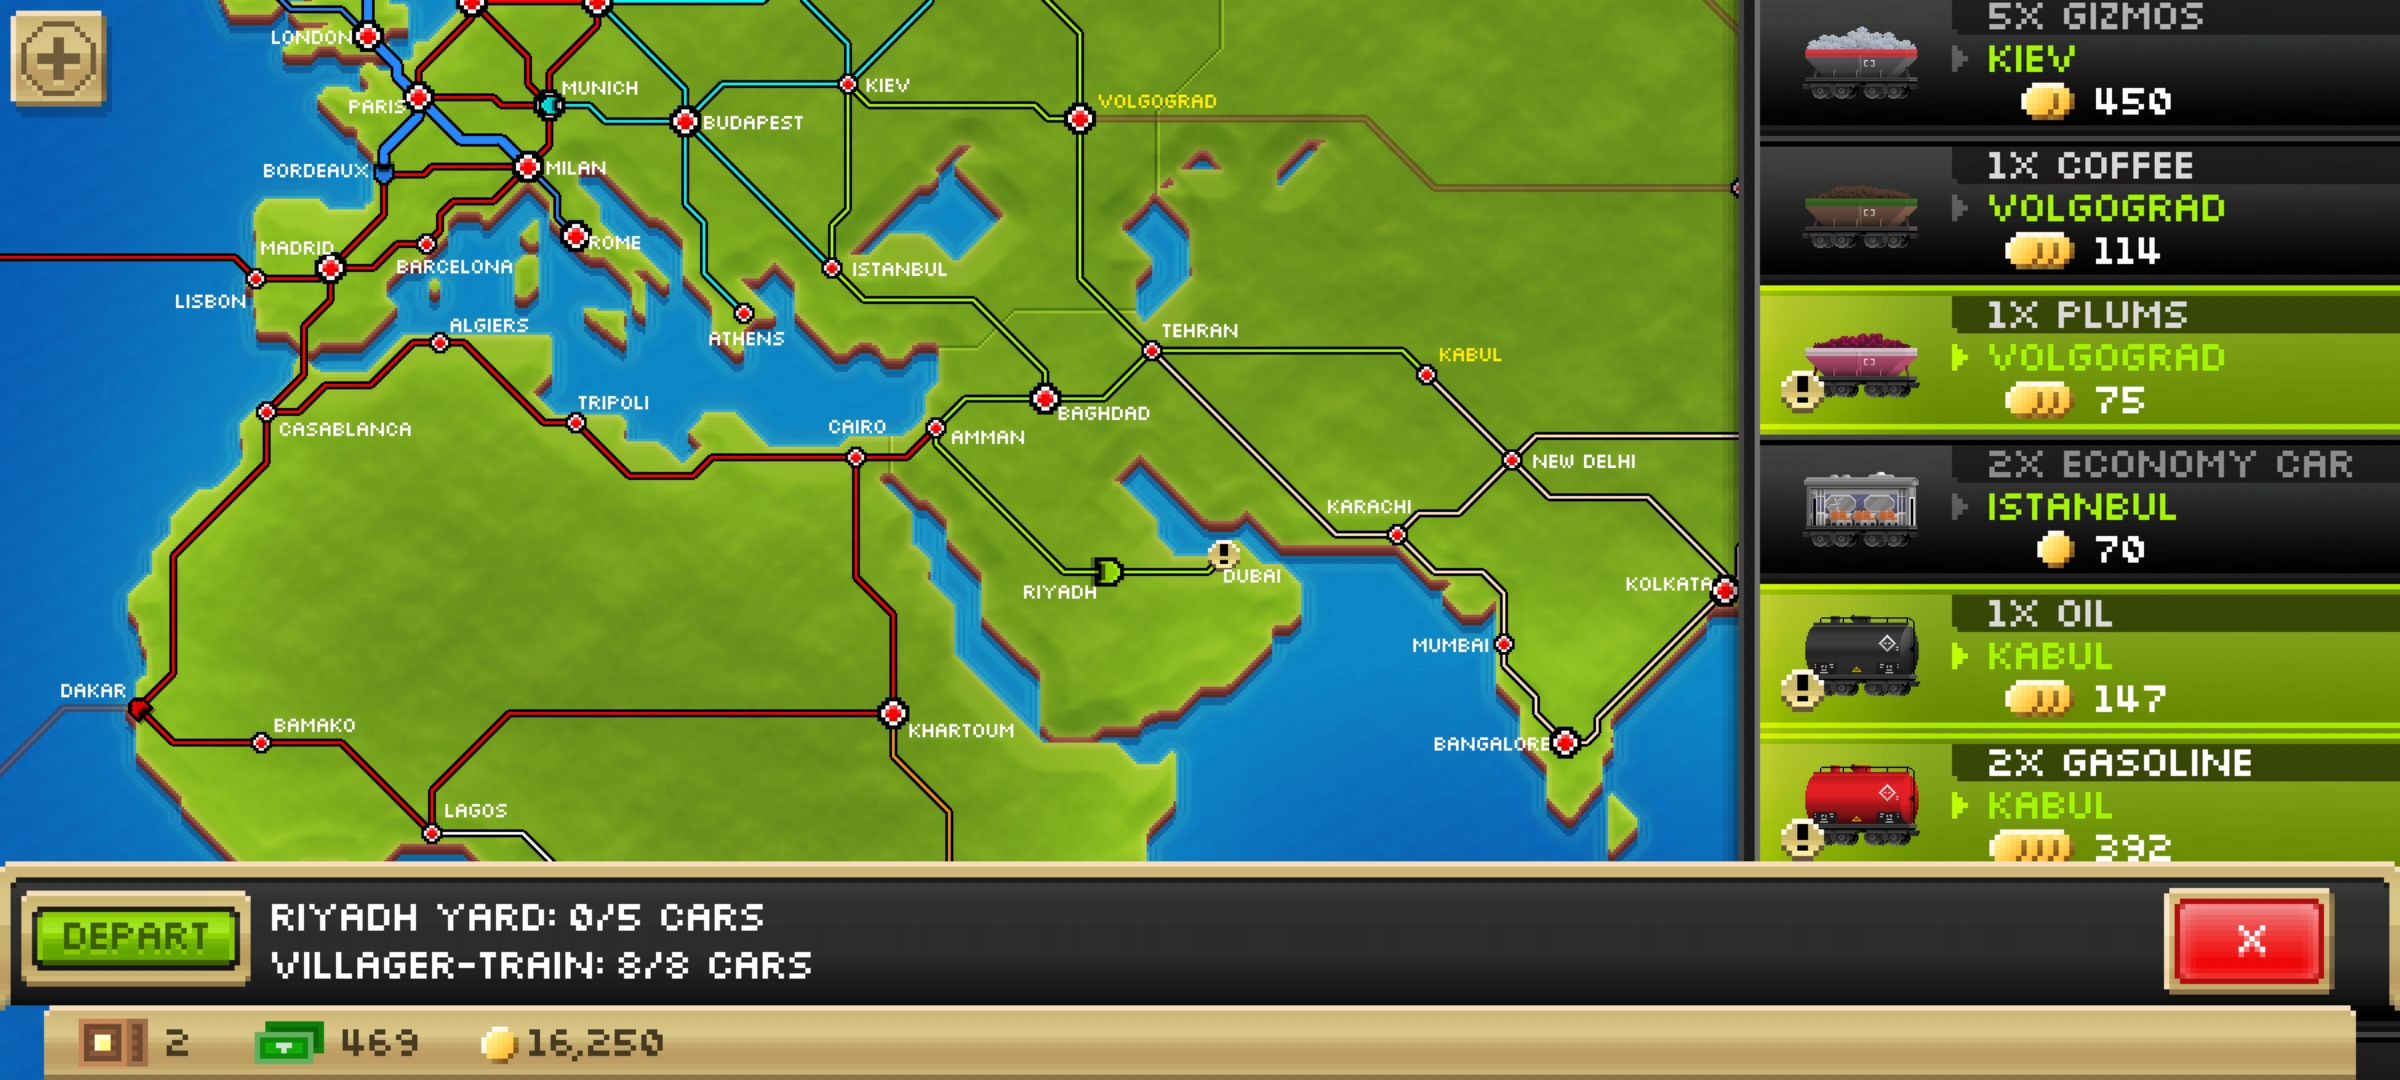 LONDON
PARIS
MUNICH
KIEV
BUDAPEST
VOLGOGRAD
BORDEAUX
MILAN
MADRID
ROME
BARCELONA
ISTANBUL
LISBON
ALGIERS
ATHENS
TEHRAN
KABUL
TRIPOLI
CASABLANCA
CAIRO
AMMAN
BAGHDAD
NEW DELHI
KARACHI
RIYADH
DUBAI
KOLKATA
MUMBAI
DAKAR
BAMAKO
KHARTOUM
BANGALORE
LAGOS
5X GIZMOS
KIEV
450
1X COFFEE
VOLGOGRAD
114
1X PLUMS
VOLGOGRAD
75
2X ECONOMY CAR
ISTANBUL
70
1X OIL
KABUL
147
2X GASOLINE
KABUL
392
DEPART
RIYADH YARD: 0/5 CARS
VILLAGER-TRAIN: 8/8 CARS
X
2
469
16,250